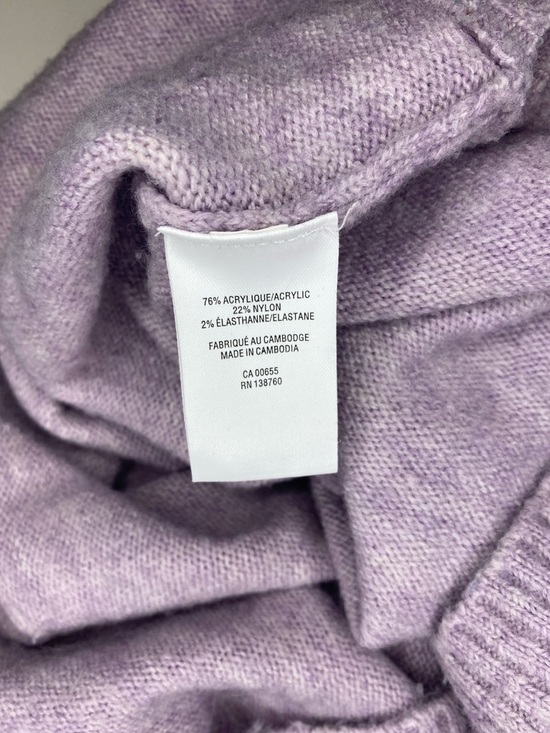 76% ACRYLIQUE/ACRYLIC
22% NYLON
2% ÉLASTHANNE/ELASTANE
FABRIQUÉ AU CAMBODGE
MADE IN CAMBODIA
CA 00655
RN 138760